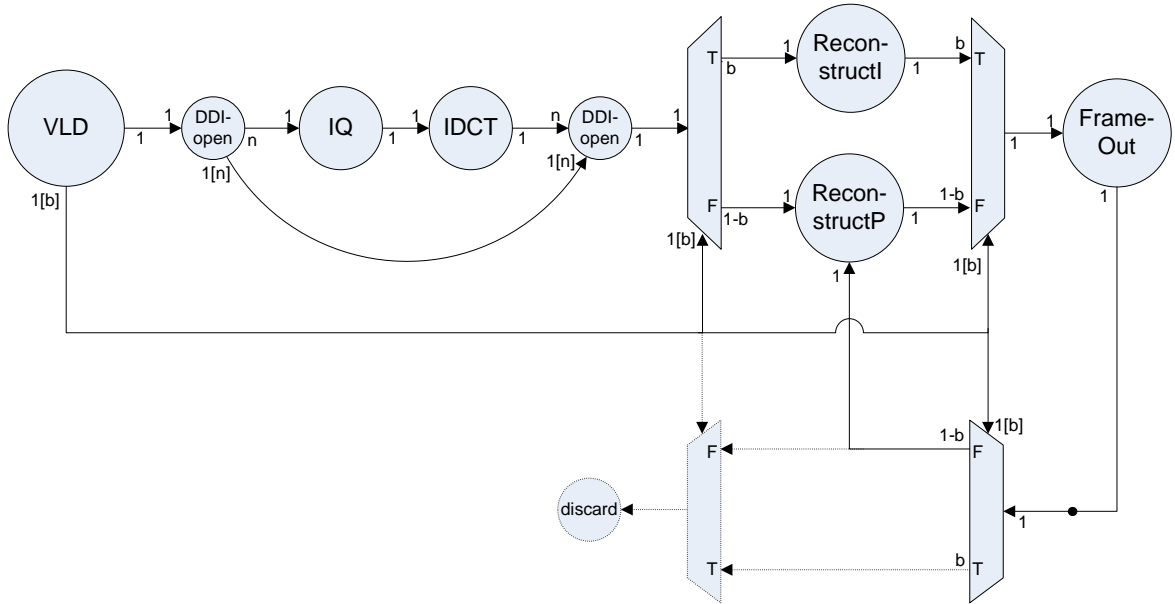 VLD
1
1
DDI-
open
n
1[n]
1
IQ
1
1
IDCT
1
n
DDI-
open
1[n]
1
1
T
b
F
1-b
1[b]
1
Recon-
structI
1
1
Recon-
structP
1
1
b
T
1-b
F
1[b]
1
1
Frame-
Out
1
1[b]
1[b]
1-b
F
1
b
T
F
T
discard